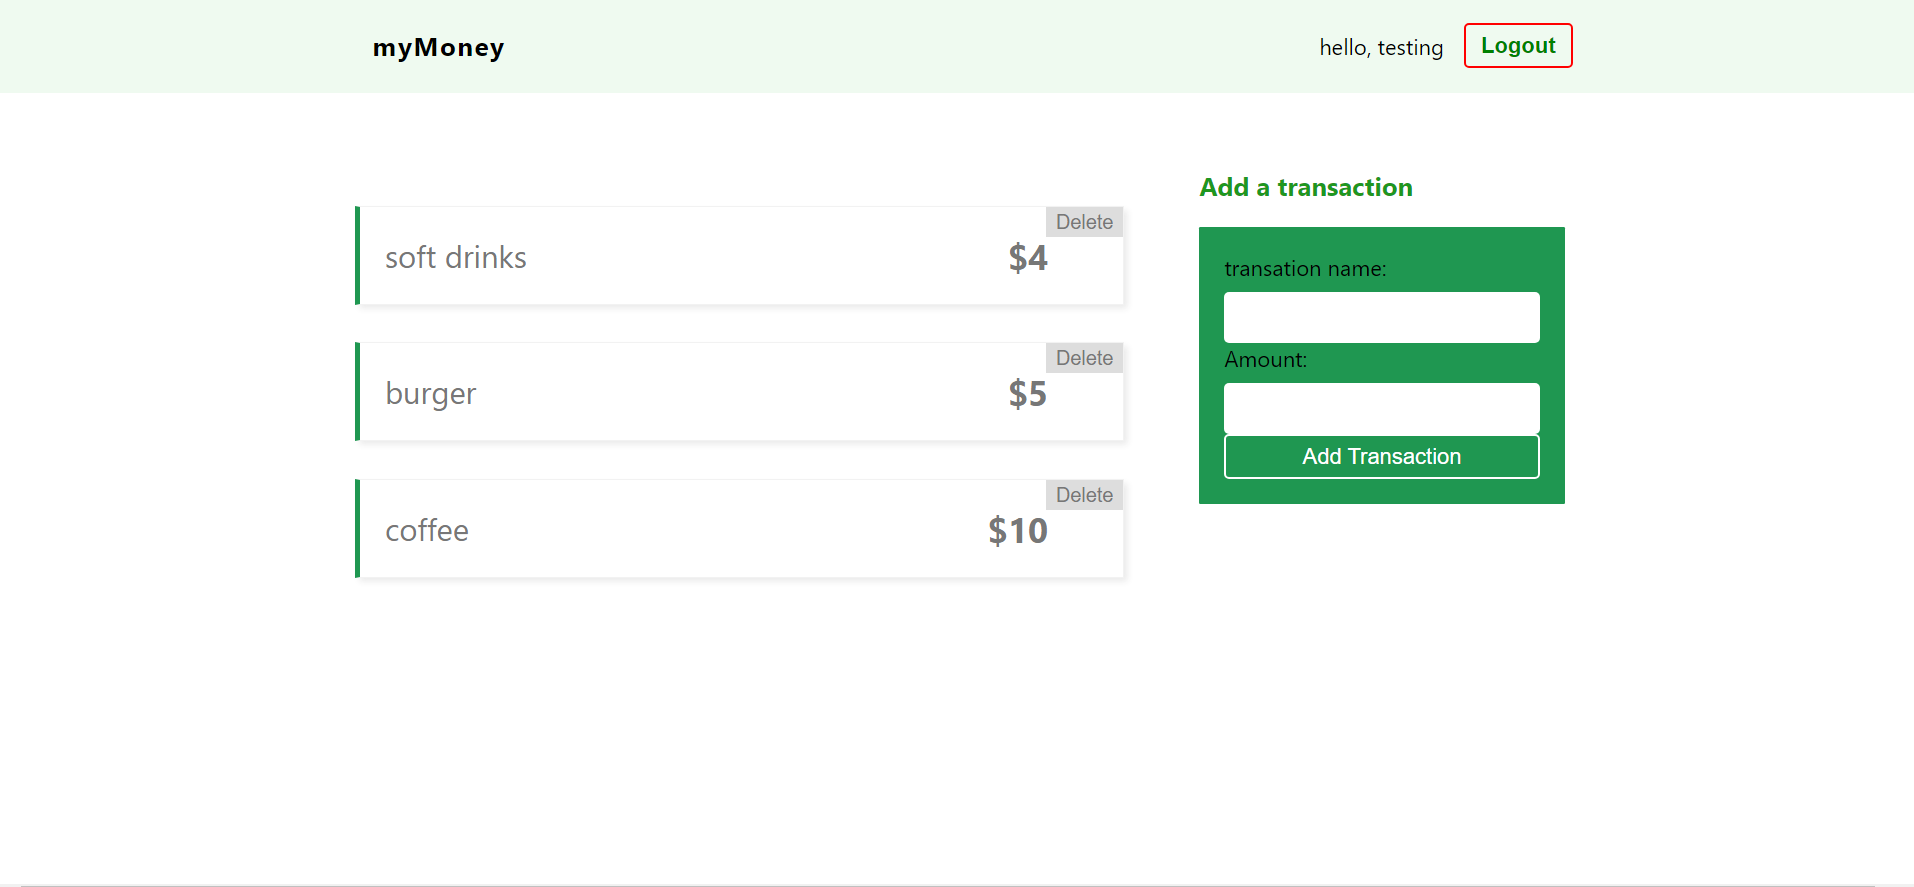 myMoney
hello, testing
Logout
soft drinks
$4
Delete
burger
$5
Delete
coffee
$10
Delete
Add a transaction
transation name:
Amount:
Add Transaction